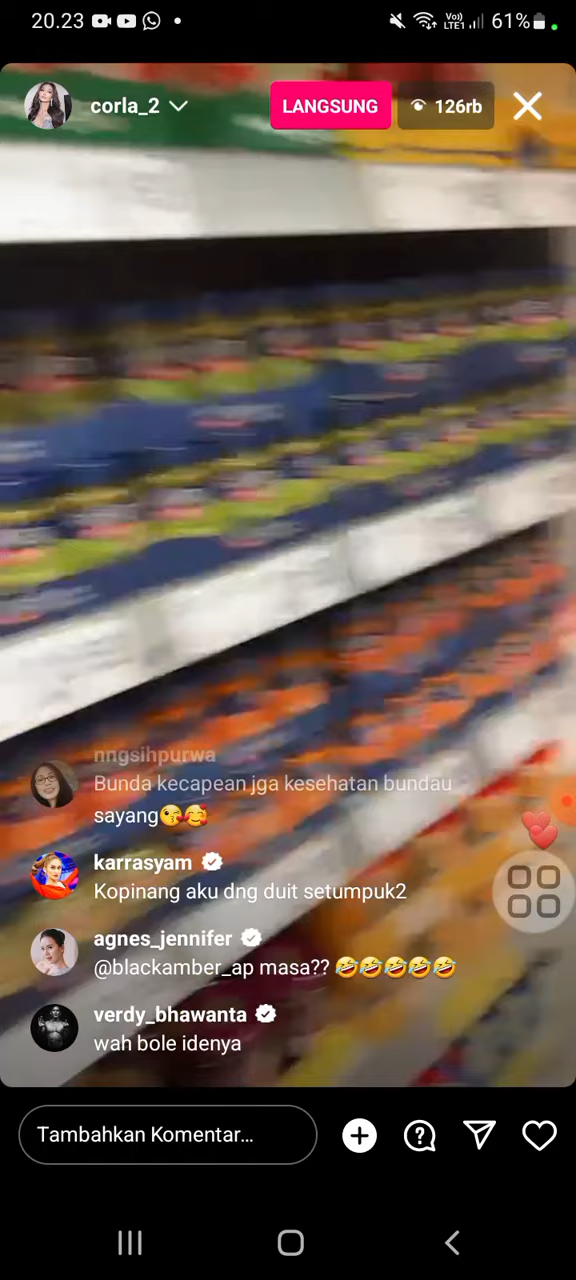 20.23
Vo)) LTE1
61%
corla_2
LANGSUNG
126rb
nngsihpurwa
Bunda kecapean jga kesehatan bundau
sayang😘🥰
karrasyam
Kopinang aku dng duit setumpuk2
agnes_jennifer
@blackamber_ap masa?? 🤣🤣🤣🤣🤣
verdy_bhawanta
wah bole idenya
Tambahkan Komentar...